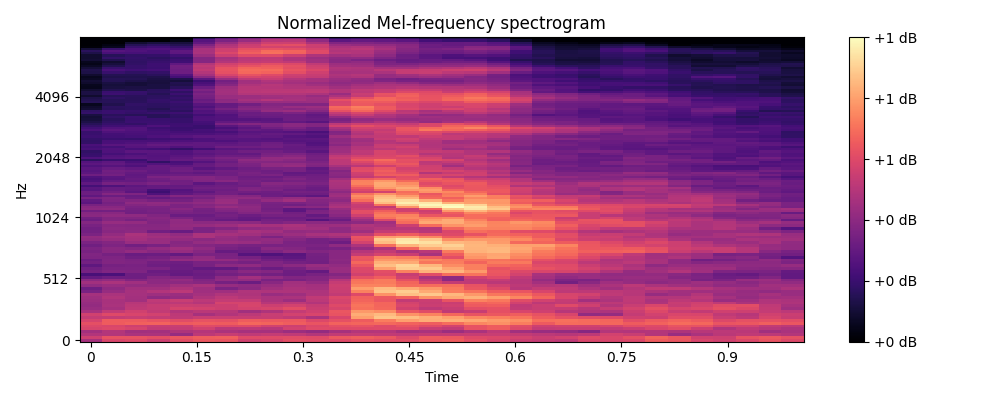 Normalized Mel-frequency spectrogram
Hz
4096
2048
1024
512
0
0 0.15 0.3 0.45 0.6 0.75 0.9
Time
+1 dB
+1 dB
+1 dB
+0 dB
+0 dB
+0 dB